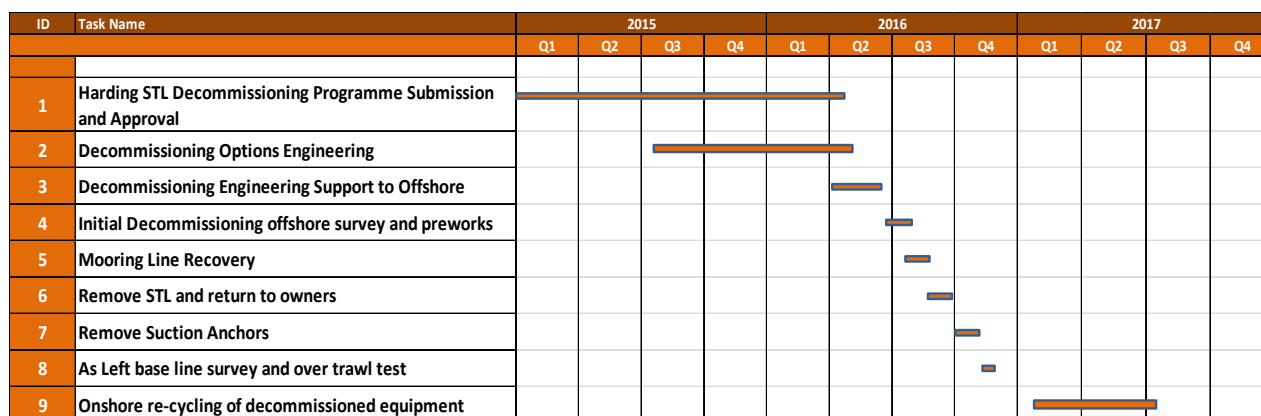 ID Task Name 2015 2016 2017
Q1 Q2 Q3 Q4 Q1 Q2 Q3 Q4 Q1 Q2 Q3 Q4
1 Harding STL Decommissioning Programme Submission
and Approval
2 Decommissioning Options Engineering
3 Decommissioning Engineering Support to Offshore
4 Initial Decommissioning offshore survey and preworks
5 Mooring Line Recovery
6 Remove STL and return to owners
7 Remove Suction Anchors
8 As Left base line survey and over trawl test
9 Onshore re-cycling of decommissioned equipment